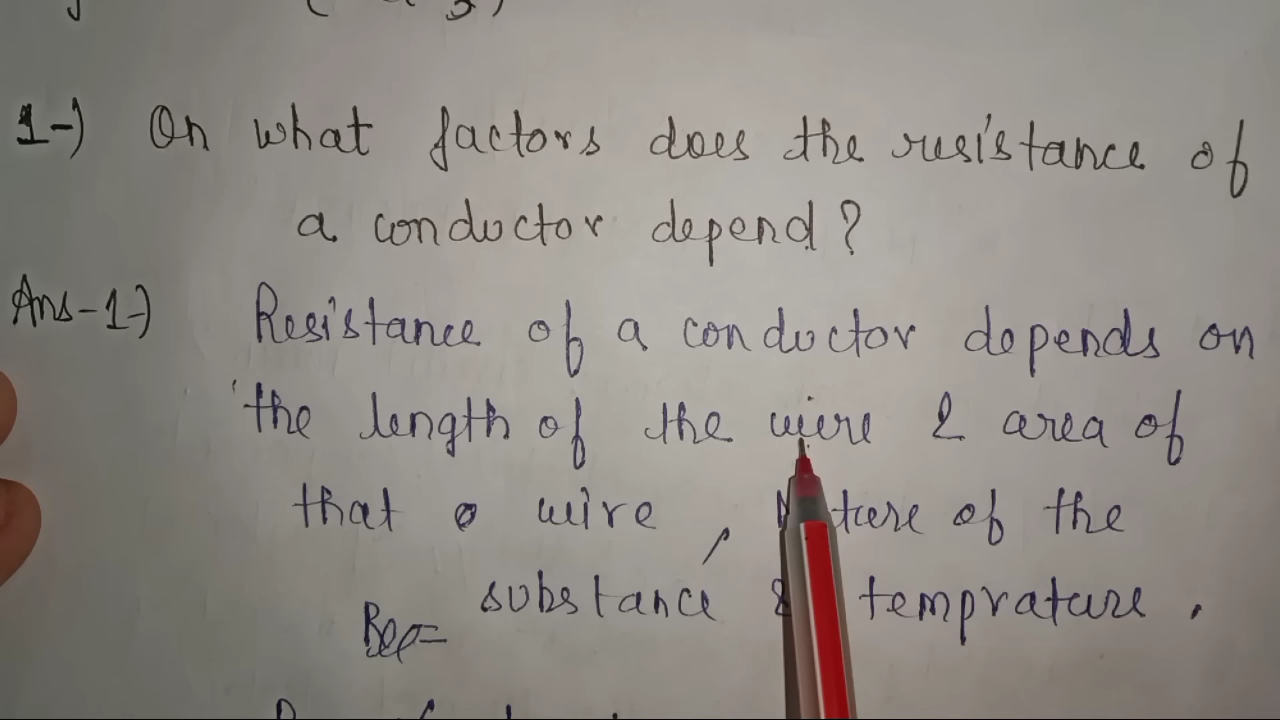 1-) On what factors does the resistance of
a conductor depend?
Ans-1-) Resistance of a conductor depends on
the length of the wire & area of
that wire, of the
substance & temprature.